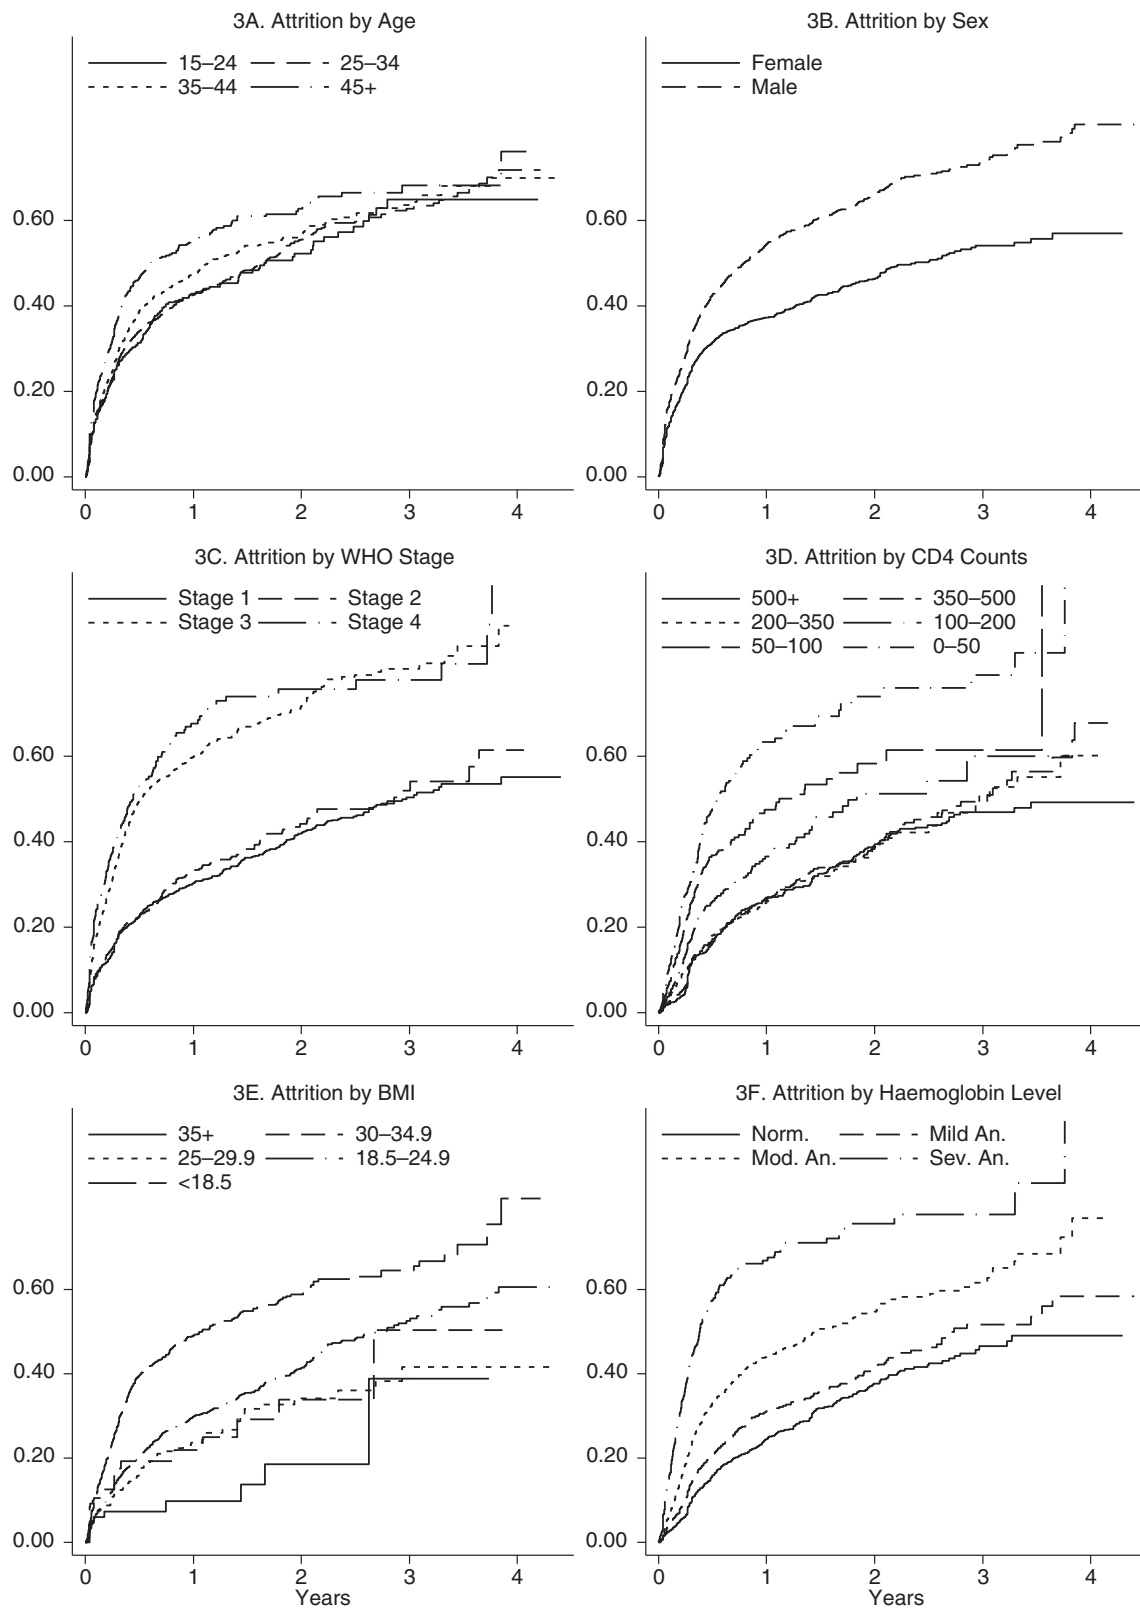 3A. Attrition by Age
15–24 25–34
35–44 45+
0.60
0.40
0.20
0.00
0 1 2 3 4
3B. Attrition by Sex
Female
Male
0.60
0.40
0.20
0.00
0 1 2 3 4
3C. Attrition by WHO Stage
Stage 1 Stage 2
Stage 3 Stage 4
0.60
0.40
0.20
0.00
0 1 2 3 4
3D. Attrition by CD4 Counts
500+ 350–500
200–350 100–200
50–100 0–50
0.60
0.40
0.20
0.00
0 1 2 3 4
3E. Attrition by BMI
35+ 30–34.9
25–29.9 18.5–24.9
<18.5
0.60
0.40
0.20
0.00
0 1 2 3 4
Years
3F. Attrition by Haemoglobin Level
Norm. Mild An.
Mod. An. Sev. An.
0.60
0.40
0.20
0.00
0 1 2 3 4
Years